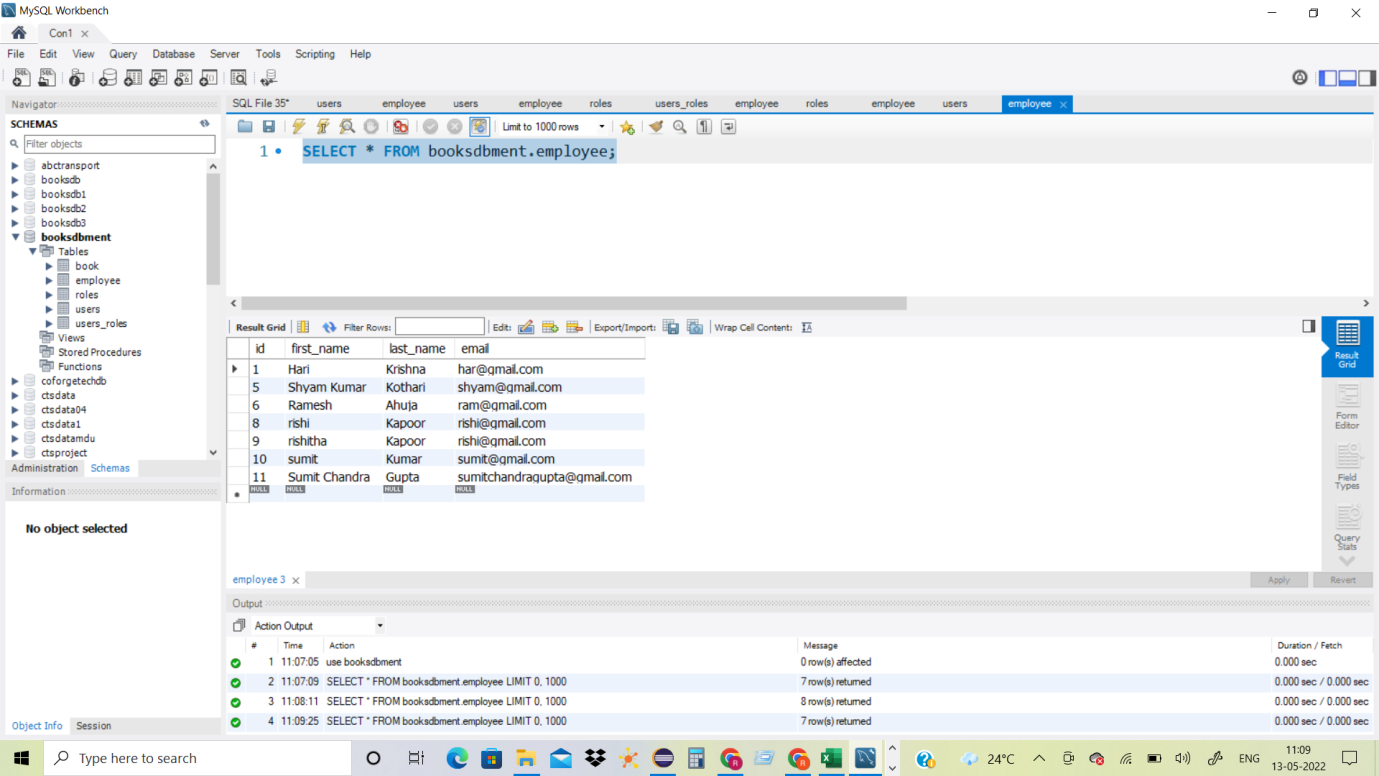 MySQL Workbench
Con1
File Edit View Query Database Server Tools Scripting Help
Navigator
SCHEMAS
Filter objects
abctransport
booksdb
booksdb1
booksdb2
booksdb3
booksdbment
Tables
book
employee
roles
users
users_roles
Views
Stored Procedures
Functions
coforgetechdb
ctsdata
ctsdata04
ctsdata1
ctsdatamdu
ctsproject
Administration Schemas
Information
No object selected
Object Info Session
SQL File 35* users employee users employee roles users_roles employee roles employee users employee
Limit to 1000 rows
1 SELECT * FROM booksdbment.employee;
Result Grid Filter Rows: Edit: Export/Import: Wrap Cell Content:
id first_name last_name email
1 Hari Krishna har@gmail.com
5 Shyam Kumar Kothari shyam@gmail.com
6 Ramesh Ahuja ram@gmail.com
8 rishi Kapoor rishi@gmail.com
9 rishitha Kapoor rishi@gmail.com
10 sumit Kumar sumit@gmail.com
11 Sumit Chandra Gupta sumitchandragupta@gmail.com
NULL NULL NULL NULL
Result
Grid
Form
Editor
Field
Types
Query
Stats
employee 3
Apply Revert
Output
Action Output
# Time Action Message Duration / Fetch
1 11:07:05 use booksdbment 0 row(s) affected 0.000 sec
2 11:07:09 SELECT * FROM booksdbment.employee LIMIT 0, 1000 7 row(s) returned 0.000 sec / 0.000 sec
3 11:08:11 SELECT * FROM booksdbment.employee LIMIT 0, 1000 8 row(s) returned 0.000 sec / 0.000 sec
4 11:09:25 SELECT * FROM booksdbment.employee LIMIT 0, 1000 7 row(s) returned 0.000 sec / 0.000 sec
Type here to search
24°C
ENG
11:09
13-05-2022